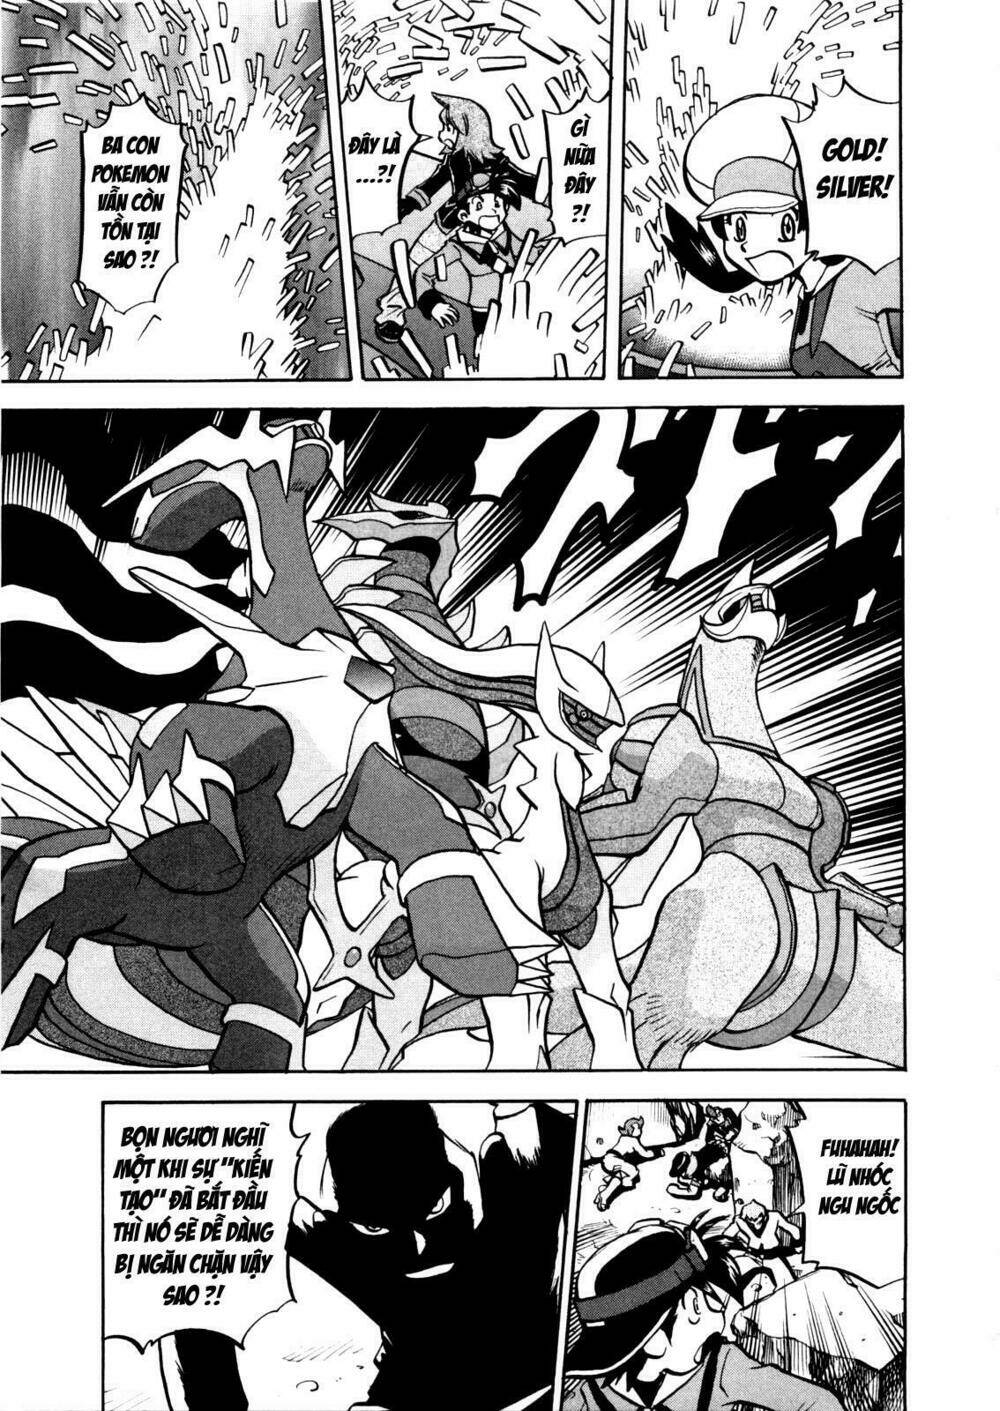 GOLD!
SILVER!
GÌ
NỮA
ĐÂY
?!
ĐÂY LÀ
...?!
BA CON
POKEMON
VẪN CÒN
TỒN TẠI
SAO ?!
FUHAHAH!
LŨ NHÓC
NGU NGỐC
BỌN NGƯƠI NGHĨ
MỘT KHI SỰ "KIẾN
TẠO" ĐÃ BẮT ĐẦU
THÌ NÓ SẼ DỄ DÀNG
BỊ NGĂN CHẶN VẬY
SAO ?!